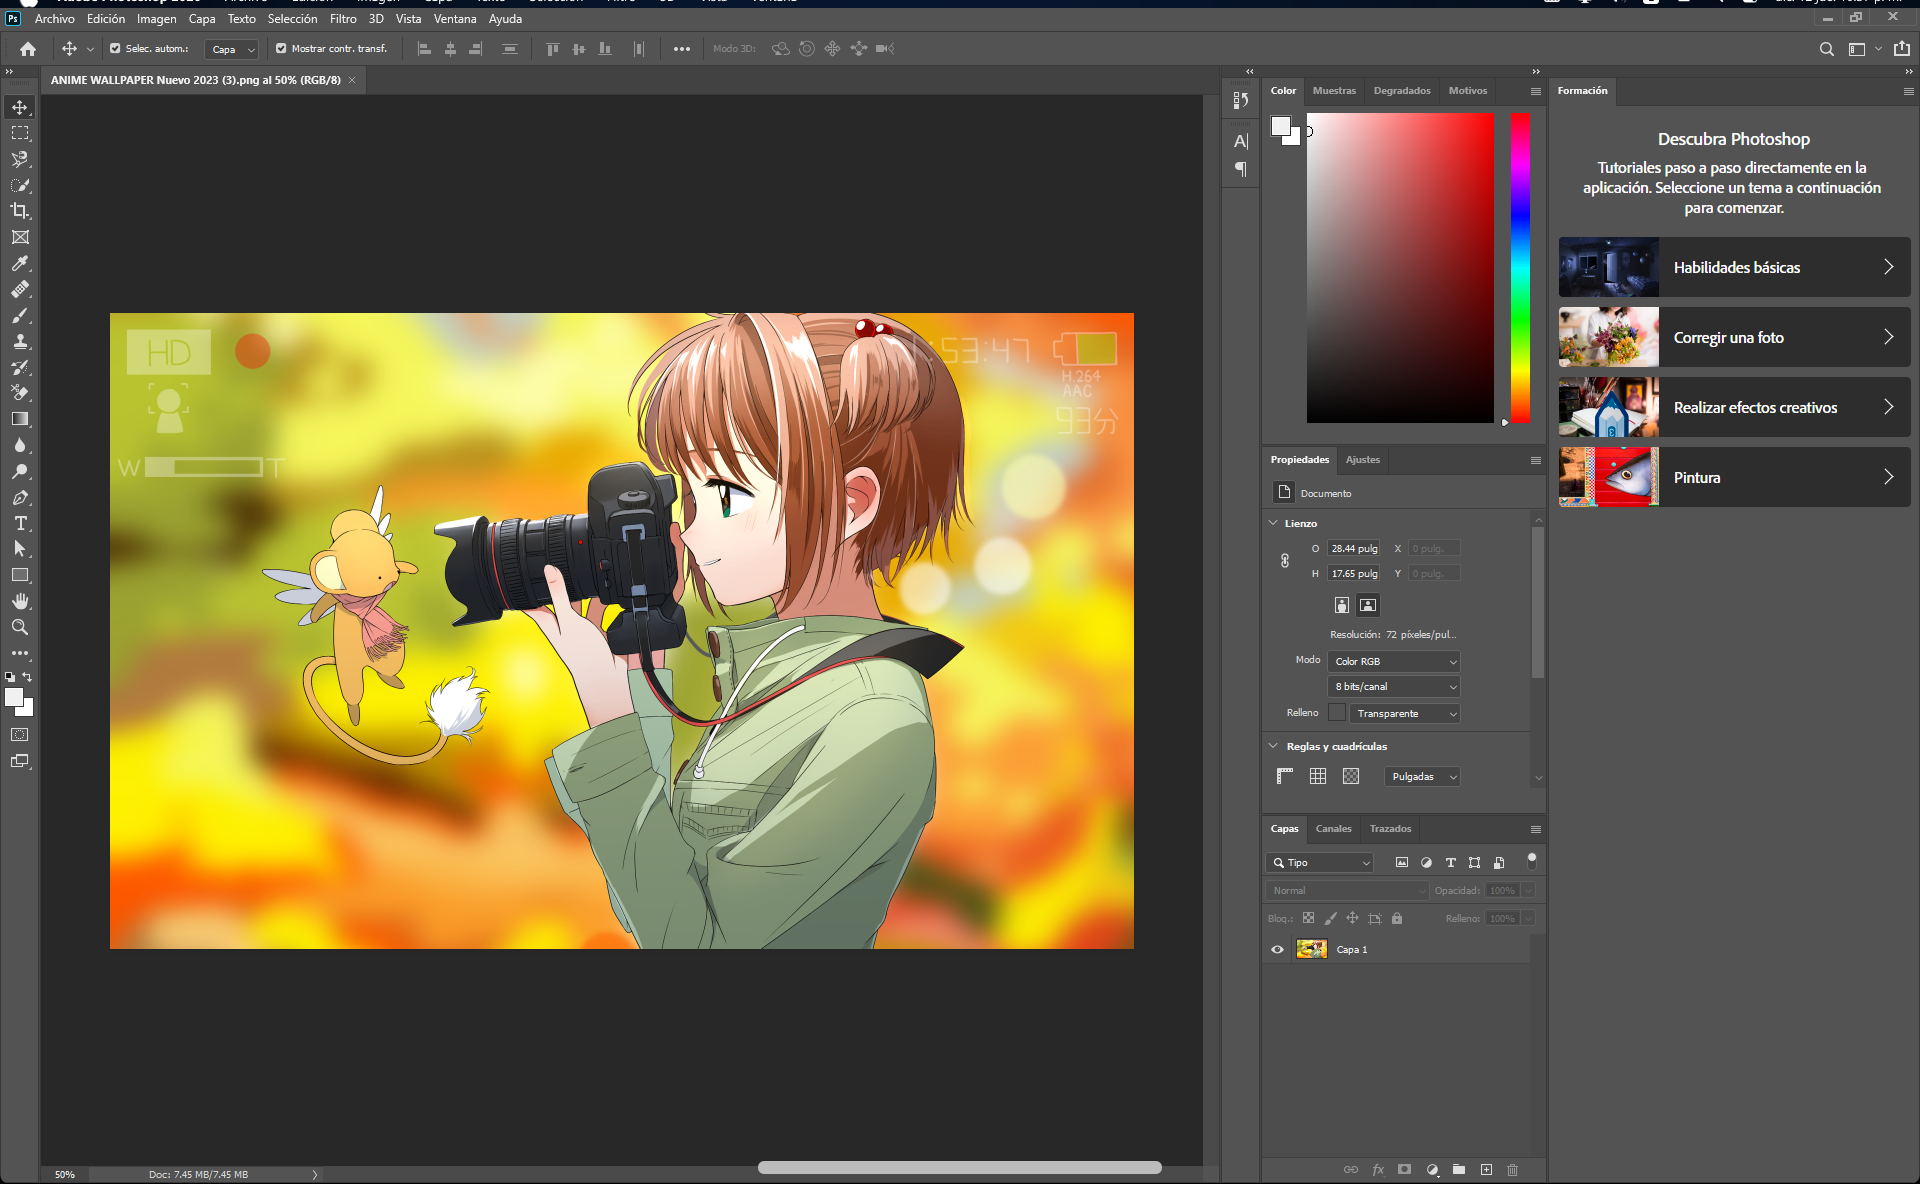 Ps Archivo Edición Imagen Capa Texto Selección Filtro 3D Vista Ventana Ayuda
Selec. autom.: Capa Mostrar contr. transf. Modo 3D:
ANIME WALLPAPER Nuevo 2023 (3).png al 50% (RGB/8)
HD
:53:47
H.264
AAC
93分
W T
50% Doc: 7.45 MB/7.45 MB
Color Muestras Degradados Motivos
Propiedades Ajustes
Documento
Lienzo
O 28.44 pulg X 0 pulg.
H 17.65 pulg Y 0 pulg.
Resolución: 72 píxeles/pul...
Modo Color RGB
8 bits/canal
Relleno Transparente
Reglas y cuadrículas
Pulgadas
Capas Canales Trazados
Tipo
Normal Opacidad: 100%
Bloq.: Relleno: 100%
Capa 1
fx
Formación
Descubra Photoshop
Tutoriales paso a paso directamente en la
aplicación. Seleccione un tema a continuación
para comenzar.
Habilidades básicas
Corregir una foto
Realizar efectos creativos
Pintura